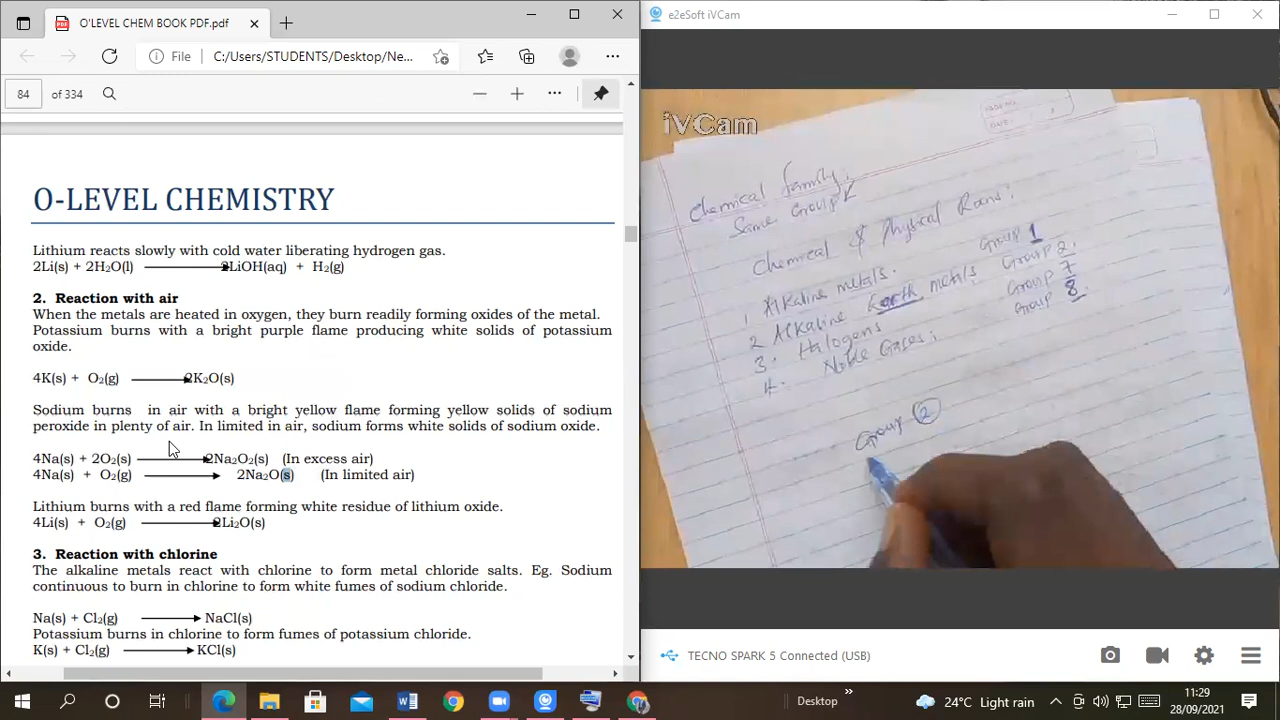 O'LEVEL CHEM BOOK PDF.pdf
File C:/Users/STUDENTS/Desktop/Ne...
84 of 334
O-LEVEL CHEMISTRY
Lithium reacts slowly with cold water liberating hydrogen gas.
2Li(s) + 2H₂O(l) → 2LiOH(aq) + H₂(g)
2. Reaction with air
When the metals are heated in oxygen, they burn readily forming oxides of the metal.
Potassium burns with a bright purple flame producing white solids of potassium
oxide.
4K(s) + O₂(g) → 2K₂O(s)
Sodium burns in air with a bright yellow flame forming yellow solids of sodium
peroxide in plenty of air. In limited in air, sodium forms white solids of sodium oxide.
4Na(s) + 2O₂(s) → 2Na₂O₂(s) (In excess air)
4Na(s) + O₂(g) → 2Na₂O(s) (In limited air)
Lithium burns with a red flame forming white residue of lithium oxide.
4Li(s) + O₂(g) → 2Li₂O(s)
3. Reaction with chlorine
The alkaline metals react with chlorine to form metal chloride salts. Eg. Sodium
continuous to burn in chlorine to form white fumes of sodium chloride.
Na(s) + Cl₂(g) → NaCl(s)
Potassium burns in chlorine to form fumes of potassium chloride.
K(s) + Cl₂(g) → KCl(s)
e2eSoft iVCam
iVCam
DATE:
Chemical family:
Same Group
Chemical & Physical
1. Alkaline metals. Group 1
2 Alkaline Earth metals Group 2.
3. Halogens Group 7
4. Noble Gases; Group 8.
Group 2
TECNO SPARK 5 Connected (USB)
Desktop
24°C Light rain
11:29
28/09/2021